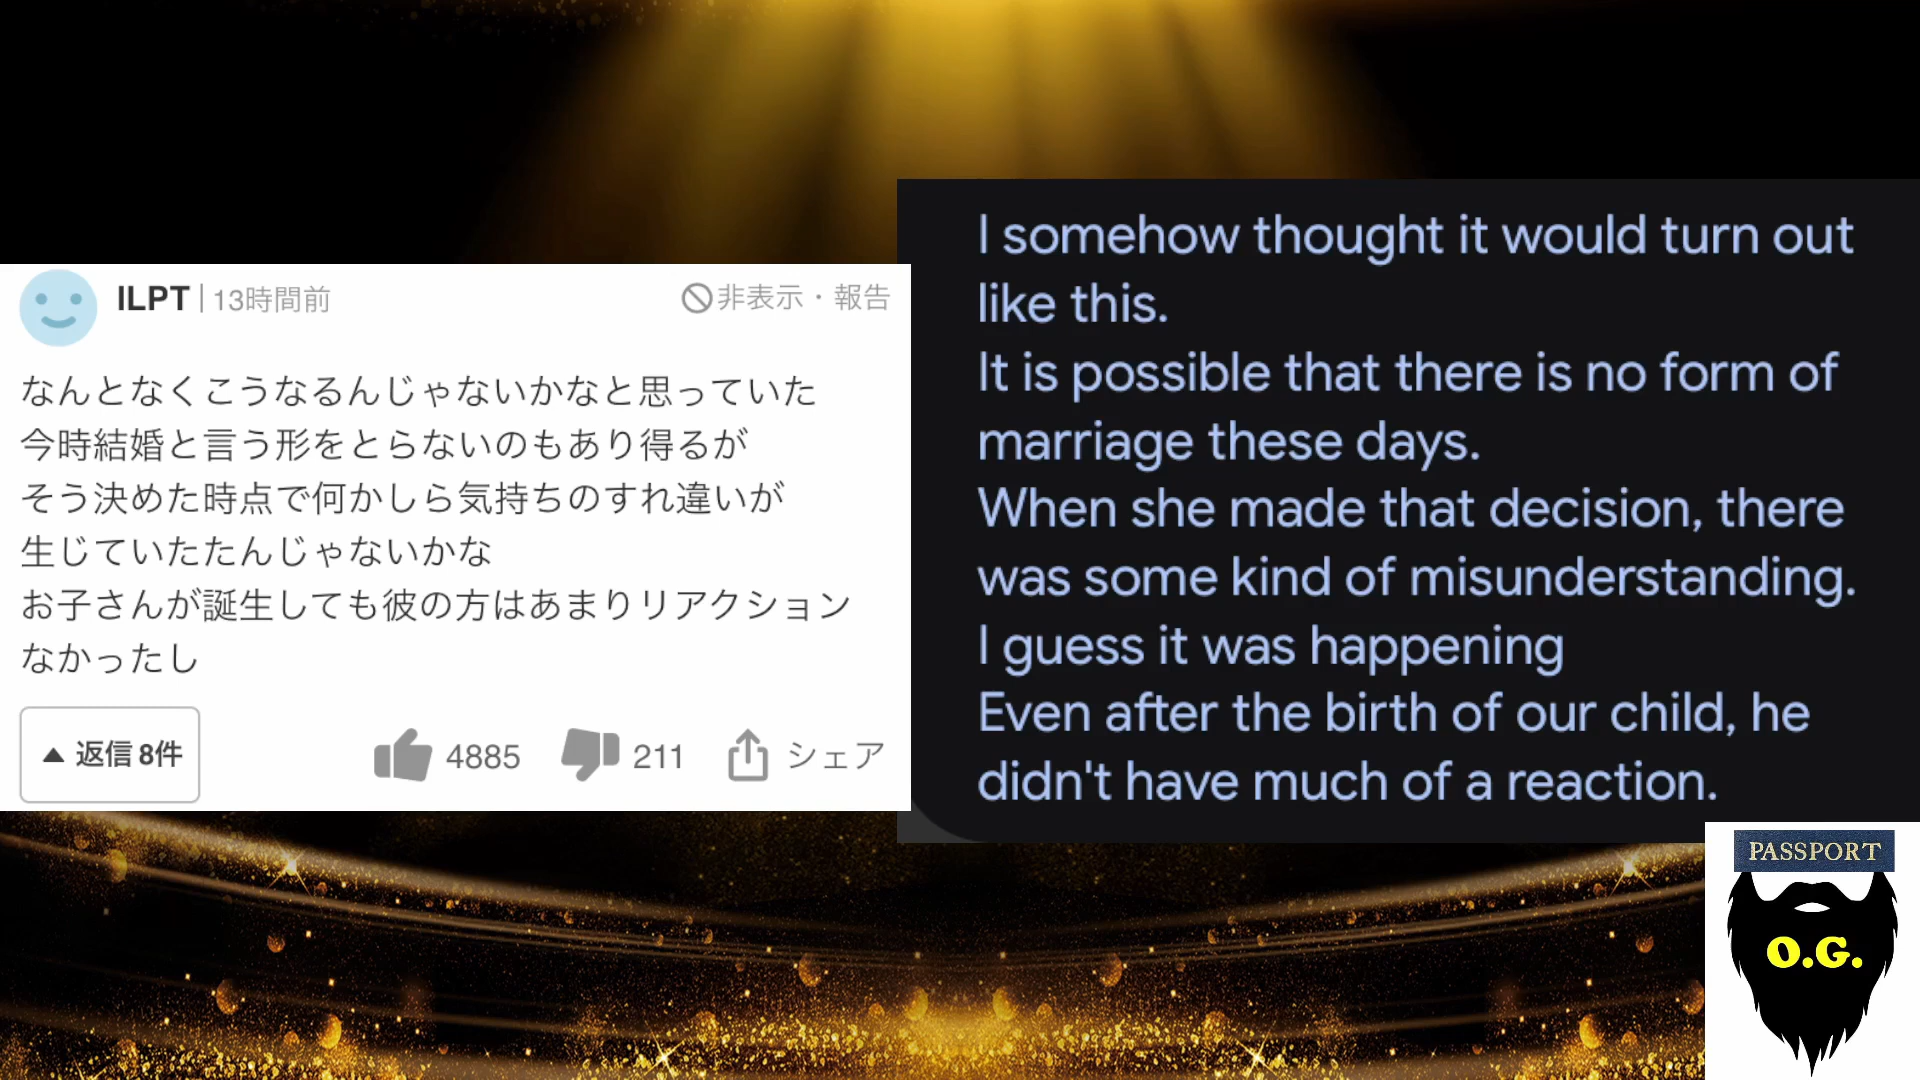 ILPT | 13時間前
非表示・報告
なんとなくこうなるんじゃないかなと思っていた
今時結婚と言う形をとらないのもあり得るが
そう決めた時点で何かしら気持ちのすれ違いが
生じていたたんじゃないかな
お子さんが誕生しても彼の方はあまりリアクション
なかったし
▲ 返信8件
4885
211
シェア
I somehow thought it would turn out
like this.
It is possible that there is no form of
marriage these days.
When she made that decision, there
was some kind of misunderstanding.
I guess it was happening
Even after the birth of our child, he
didn't have much of a reaction.
PASSPORT
O.G.